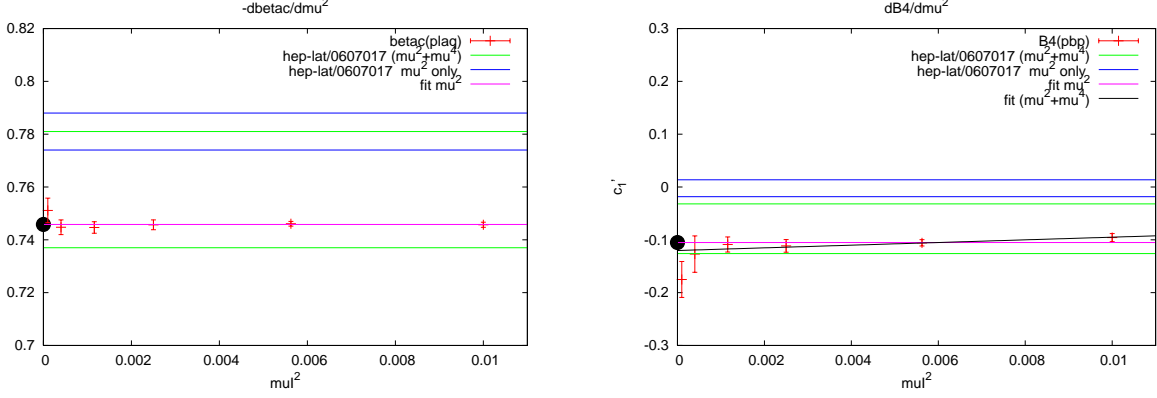 -dbetac/dmu²
betac(plaq)
hep-lat/0607017 (mu²+mu⁴)
hep-lat/0607017 mu² only
fit mu²
0.82
0.8
0.78
0.76
0.74
0.72
0.7
0
0.002
0.004
0.006
0.008
0.01
muI²
dB4/dmu²
B4(pbp)
hep-lat/0607017 (mu²+mu⁴)
hep-lat/0607017 mu² only
fit mu²
fit (mu²+mu⁴)
0.3
0.2
0.1
0
-0.1
-0.2
-0.3
c₁'
0
0.002
0.004
0.006
0.008
0.01
muI²